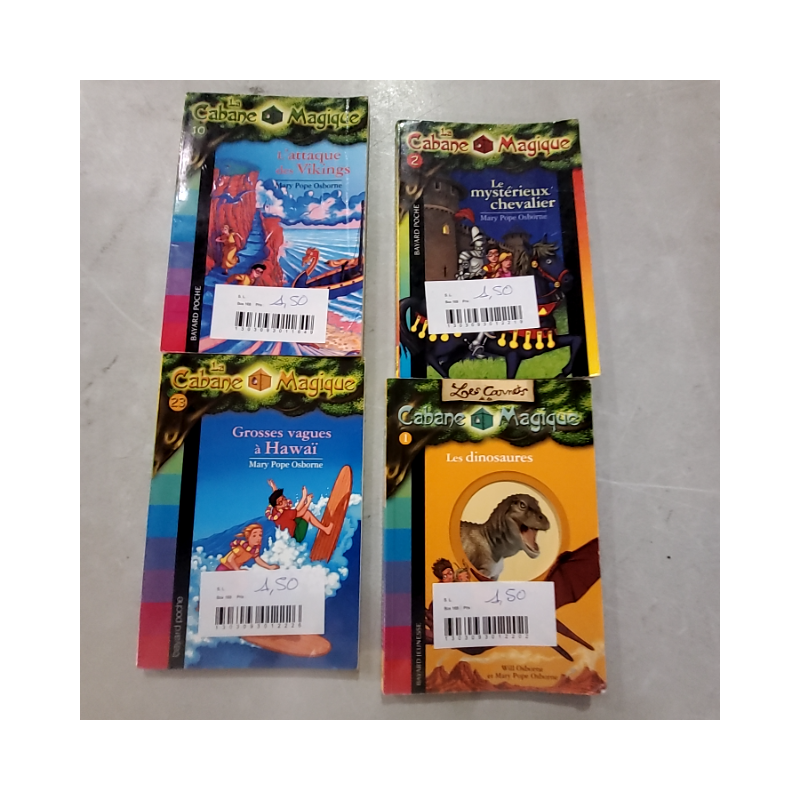 La
Cabane Magique
10
L'attaque
des Vikings
Mary Pope Osborne
BAYARD POCHE
1,50
La
Cabane Magique
2
Le
mystérieux
chevalier
Mary Pope Osborne
BAYARD POCHE
1,50
La
Cabane Magique
23
Grosses vagues
à Hawaï
Mary Pope Osborne
bayard poche
1,50
Les Carnets
Cabane Magique
1
Les dinosaures
BAYARD JEUNESSE
1,50
Will Osborne
et Mary Pope Osborne